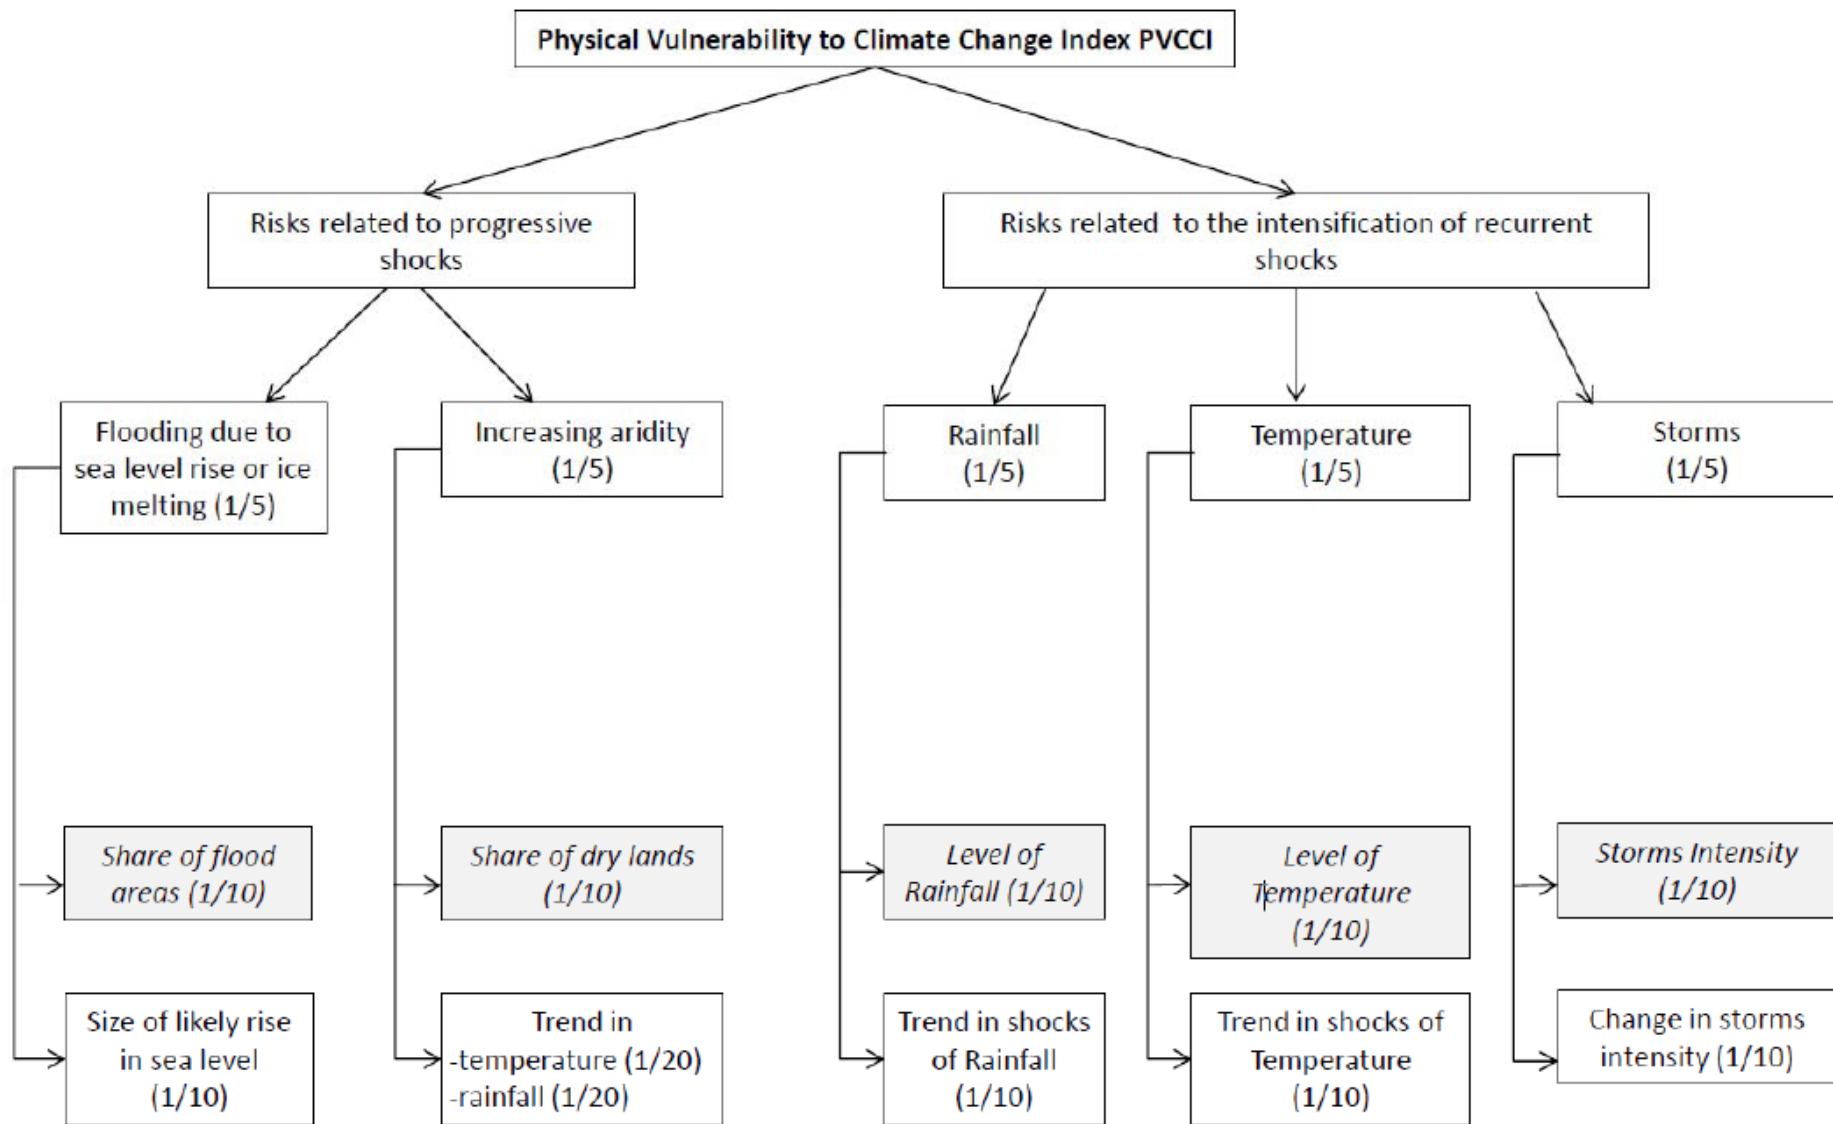 Physical Vulnerability to Climate Change Index PVCCI
Risks related to progressive
shocks
Risks related to the intensification of recurrent
shocks
Flooding due to
sea level rise or ice
melting (1/5)
Increasing aridity
(1/5)
Rainfall
(1/5)
Temperature
(1/5)
Storms
(1/5)
Share of flood
areas (1/10)
Share of dry lands
(1/10)
Level of
Rainfall (1/10)
Level of
Temperature
(1/10)
Storms Intensity
(1/10)
Size of likely rise
in sea level
(1/10)
Trend in
-temperature (1/20)
-rainfall (1/20)
Trend in shocks
of Rainfall
(1/10)
Trend in shocks of
Temperature
(1/10)
Change in storms
intensity (1/10)